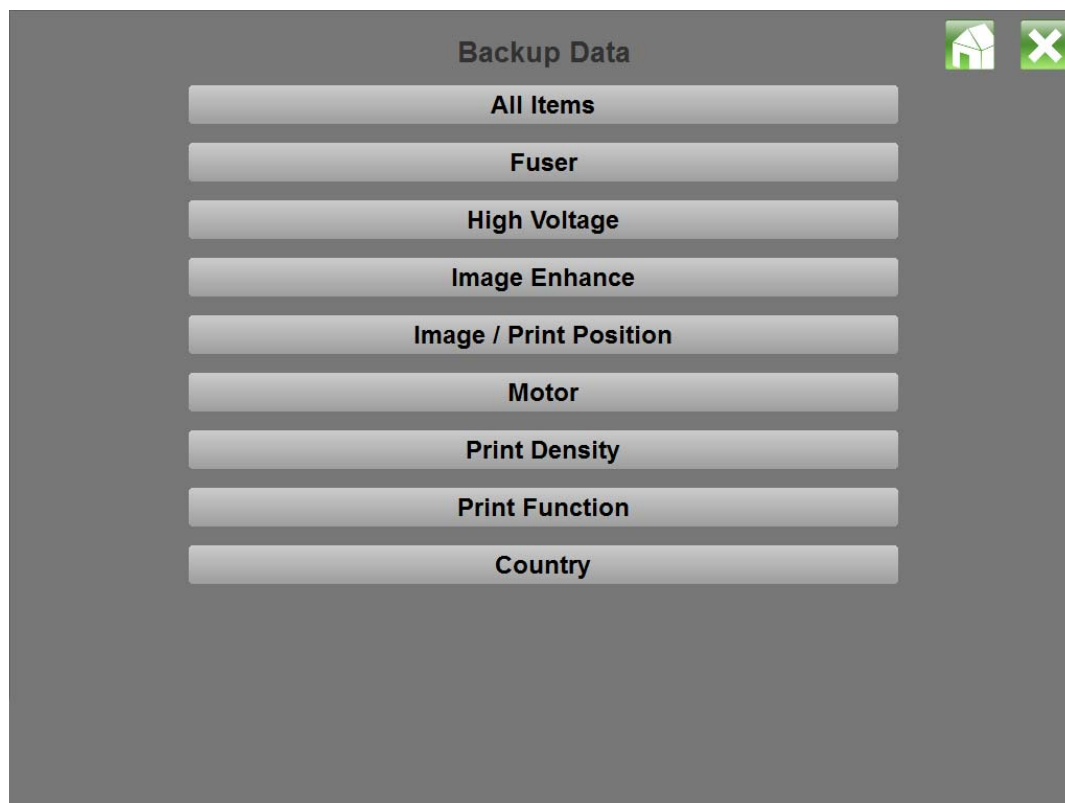 Backup Data
All Items
Fuser
High Voltage
Image Enhance
Image / Print Position
Motor
Print Density
Print Function
Country